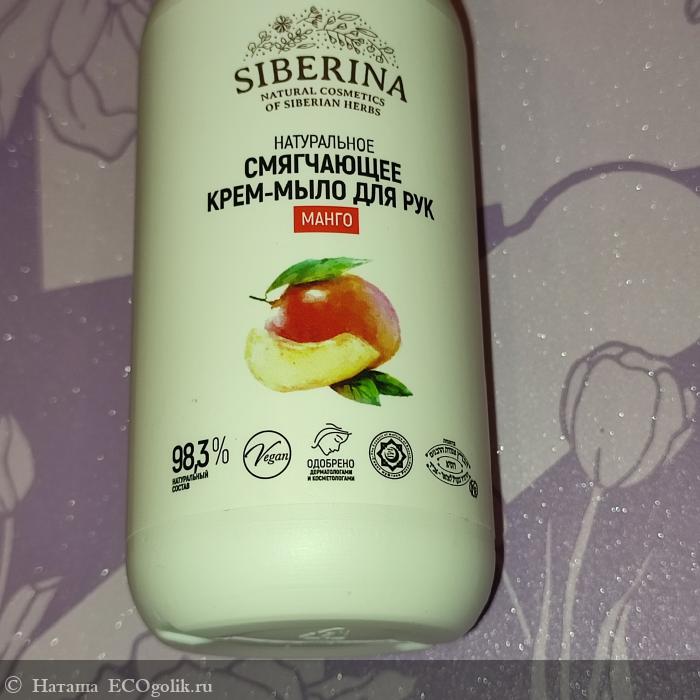 SIBERINA
NATURAL COSMETICS
OF SIBERIAN HERBS
НАТУРАЛЬНОЕ
СМЯГЧАЮЩЕЕ
КРЕМ-МЫЛО ДЛЯ РУК
МАНГО
98,3%
НАТУРАЛЬНЫЙ
СОСТАВ
Vegan
ОДОБРЕНО
ДЕРМАТОЛОГАМИ
И КОСМЕТОЛОГАМИ
© Наташа ECOgolik.ru